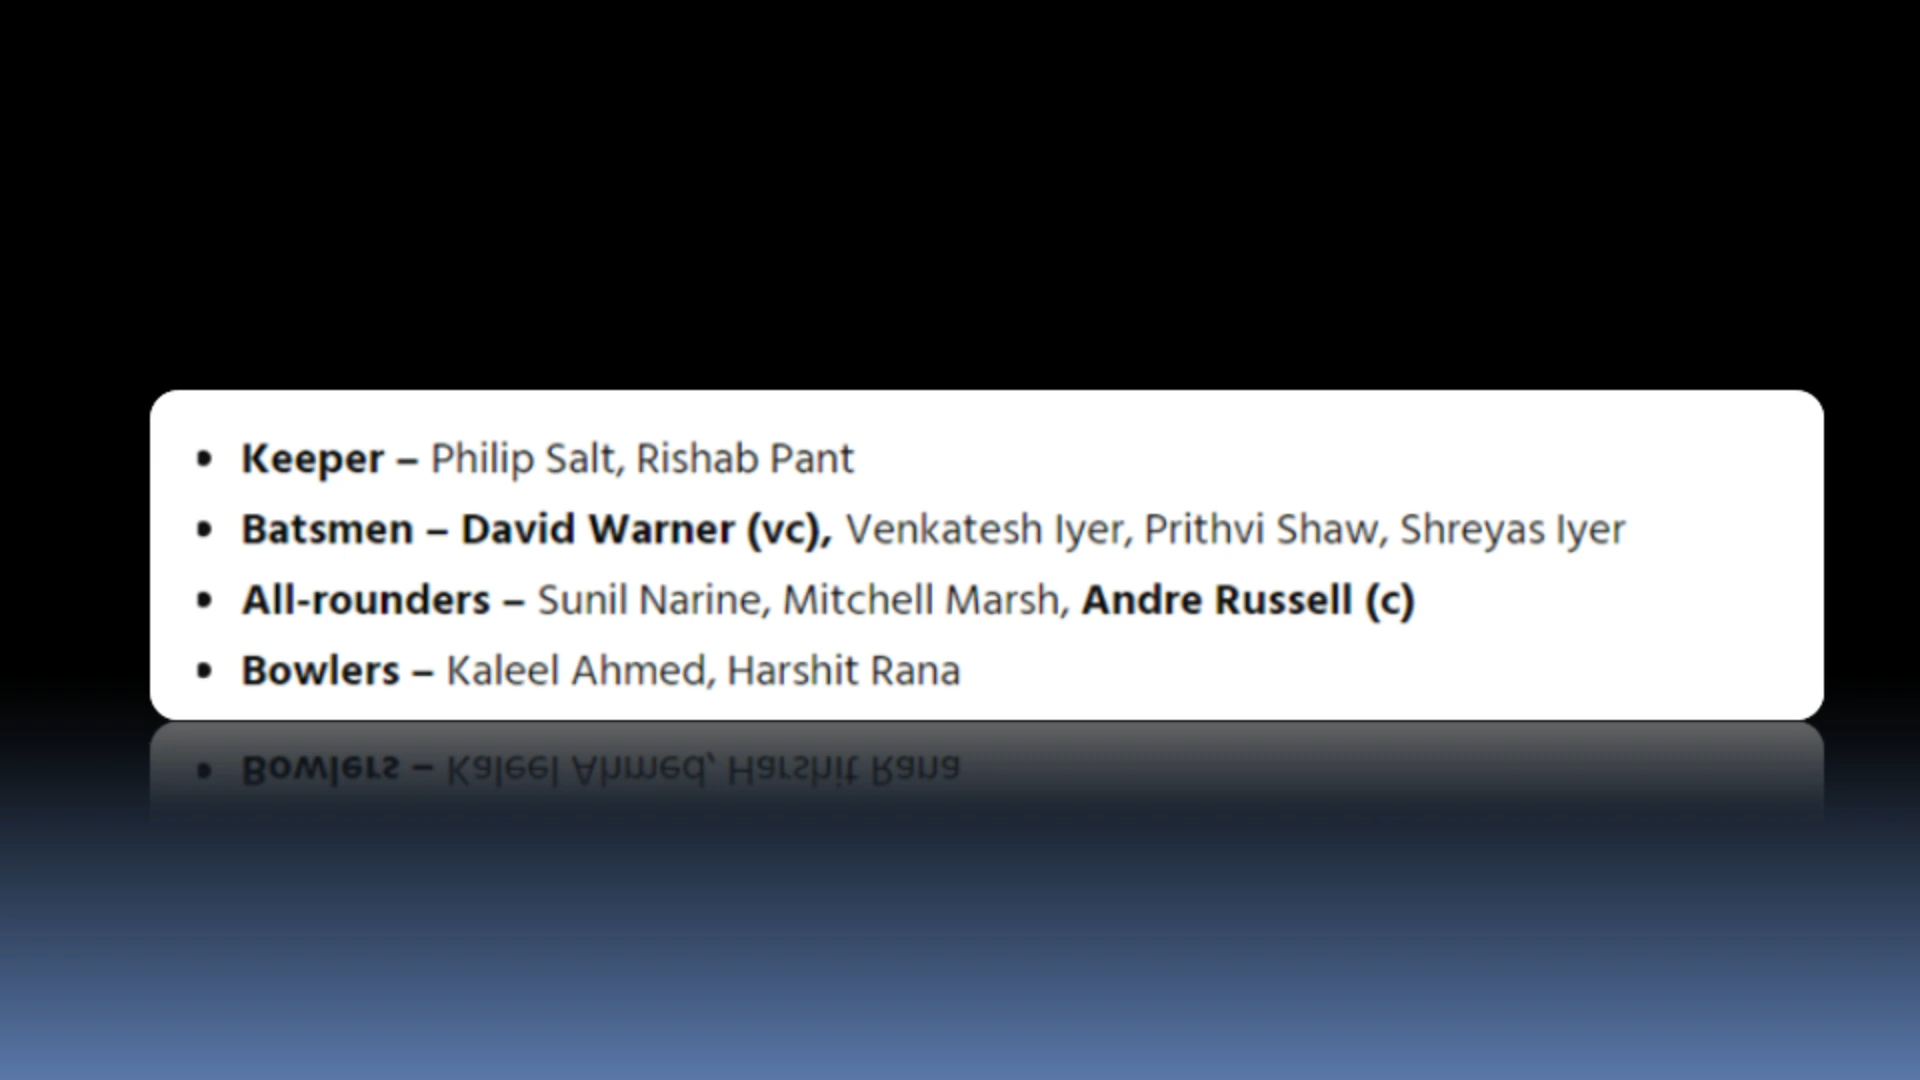 • Keeper – Philip Salt, Rishab Pant
• Batsmen – David Warner (vc), Venkatesh Iyer, Prithvi Shaw, Shreyas Iyer
• All-rounders – Sunil Narine, Mitchell Marsh, Andre Russell (c)
• Bowlers – Kaleel Ahmed, Harshit Rana